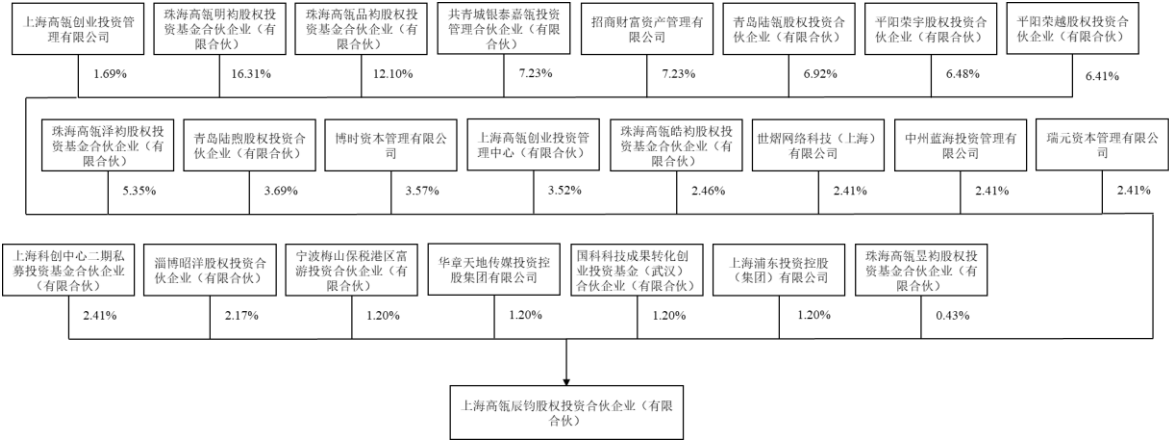 上海高瓴创业投资管
理有限公司
珠海高瓴明袀股权投
资基金合伙企业（有
限合伙）
珠海高瓴品袀股权投
资基金合伙企业（有
限合伙）
共青城银泰嘉瓴投资
管理合伙企业（有限
合伙）
招商财富资产管理有
限公司
青岛陆瓴股权投资合
伙企业（有限合伙）
平阳荣宇股权投资合
伙企业（有限合伙）
平阳荣越股权投资合
伙企业（有限合伙）
1.69%
16.31%
12.10%
7.23%
7.23%
6.92%
6.48%
6.41%
珠海高瓴泽袀股权投
资基金合伙企业（有
限合伙）
青岛陆煦股权投资合
伙企业（有限合伙）
博时资本管理有限公
司
上海高瓴创业投资管
理中心（有限合伙）
珠海高瓴皓袀股权投
资基金合伙企业（有
限合伙）
世熠网络科技（上海）
有限公司
中州蓝海投资管理有
限公司
瑞元资本管理有限公
司
5.35%
3.69%
3.57%
3.52%
2.46%
2.41%
2.41%
2.41%
上海科创中心二期私
募投资基金合伙企业
（有限合伙）
淄博昭洋股权投资合
伙企业（有限合伙）
宁波梅山保税港区富
游投资合伙企业（有
限合伙）
华章天地传媒投资控
股集团有限公司
国科科技成果转化创
业投资基金（武汉）
合伙企业（有限合伙）
上海浦东投资控股
（集团）有限公司
珠海高瓴昱袀股权投
资基金合伙企业（有
限合伙）
2.41%
2.17%
1.20%
1.20%
1.20%
1.20%
0.43%
上海高瓴辰钧股权投资合伙企业（有限
合伙）